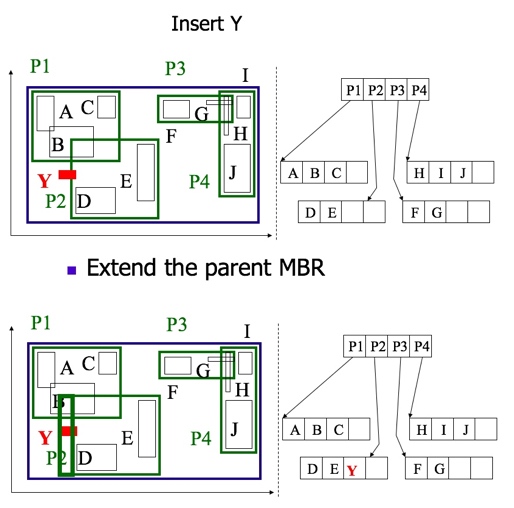 Insert Y
P1 P3 I
A C G
B F H
Y E J
P2 D P4
P1 P2 P3 P4
A B C H I J
D E F G
Extend the parent MBR
P1 P3 I
A C G
B F H
Y E J
P2 D P4
P1 P2 P3 P4
A B C H I J
D E Y F G